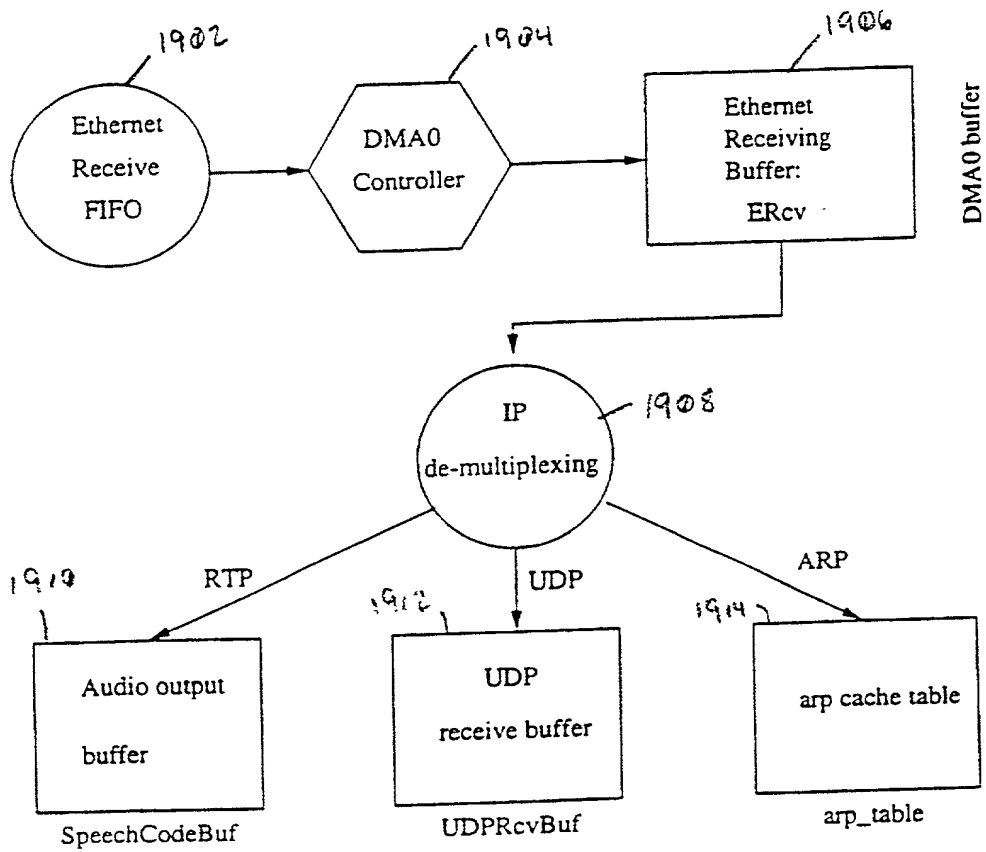 1902
1904
1906
Ethernet
Receive
FIFO
DMA0
Controller
Ethernet
Receiving
Buffer:
ERcv
DMA0 buffer
IP
de-multiplexing
1908
RTP
UDP
ARP
1910
1912
1914
Audio output
buffer
UDP
receive buffer
arp cache table
SpeechCodeBuf
UDPRcvBuf
arp_table